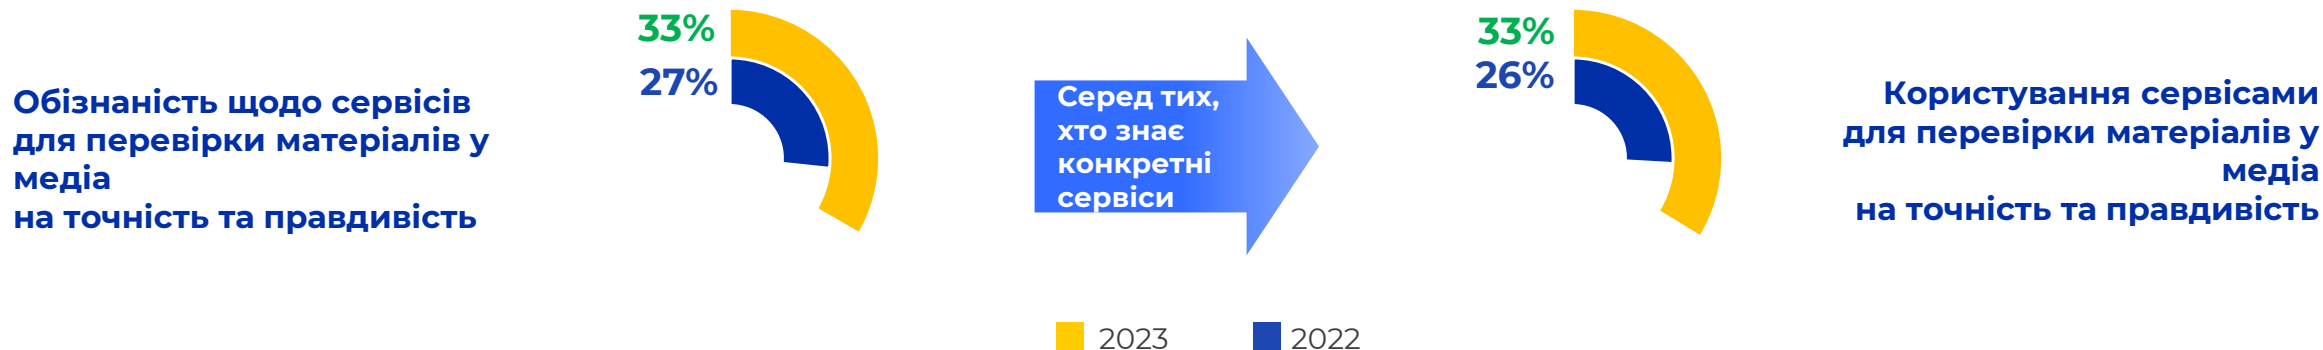 Обізнаність щодо сервісів
для перевірки матеріалів у
медіа
на точність та правдивість
33%
27%
Серед тих,
хто знає
конкретні
сервіси
33%
26%
Користування сервісами
для перевірки матеріалів у
медіа
на точність та правдивість
2023
2022